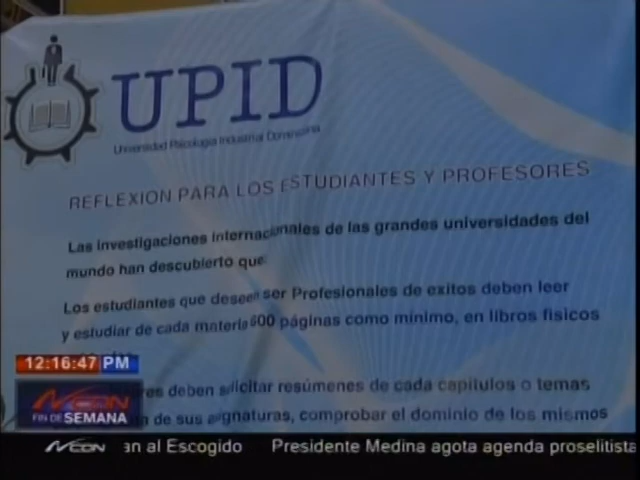 UPID
Universidad Psicología Industrial Dominicana
REFLEXION PARA LOS ESTUDIANTES Y PROFESORES
Las investigaciones internacionales de las grandes universidades del
mundo han descubierto que:
Los estudiantes que deseen ser Profesionales de exitos deben leer
y estudiar de cada materia 600 páginas como mínimo, en libros fisicos
12:16:47 PM
es deben solicitar resúmenes de cada capitulos o temas
FIN DE SEMANA
de sus asignaturas, comprobar el dominio de los mismos
an al Escogido Presidente Medina agota agenda proselitista